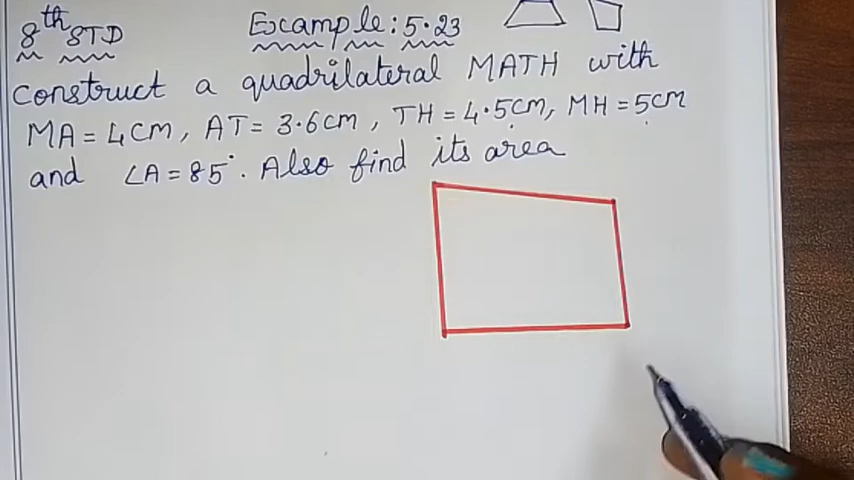 8th STD Example: 5.23
construct a quadrilateral MATH with
MA = 4cm, AT = 3.6cm, TH = 4.5cm, MH = 5cm
and ∠A = 85°. Also find its area